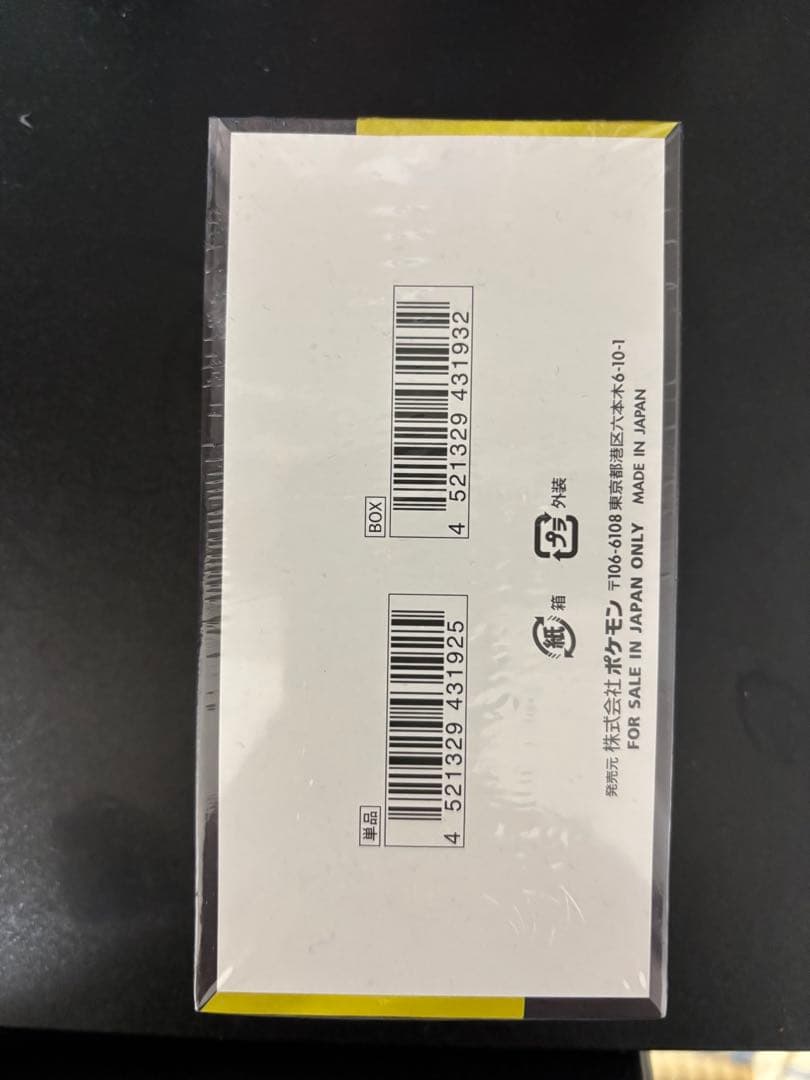 単品
4 521329 431925
BOX
4 521329 431932
紙 箱
プラ 外装
発売元 株式会社ポケモン 〒106-6108 東京都港区六本木6-10-1
FOR SALE IN JAPAN ONLY MADE IN JAPAN